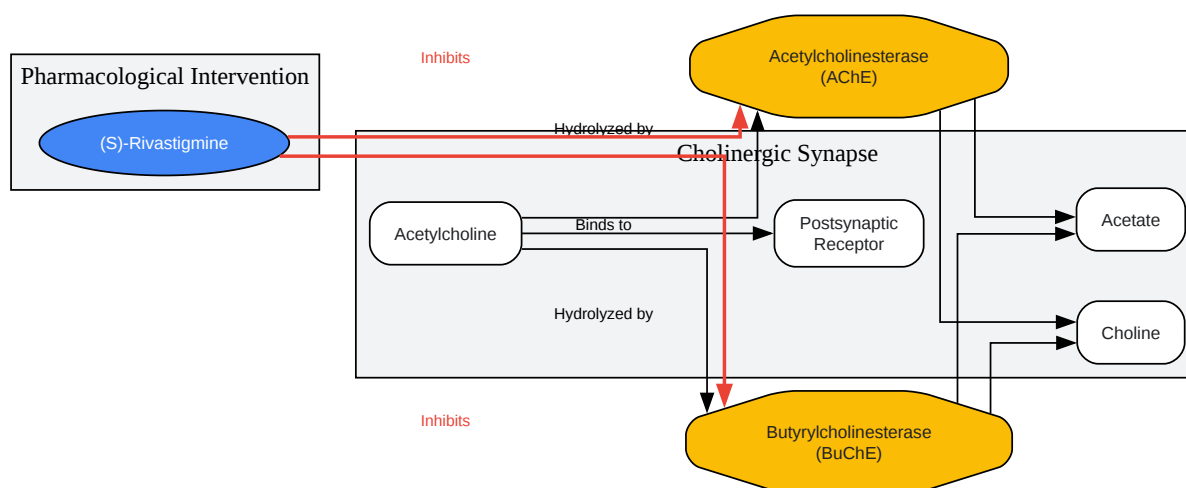 Inhibits
Acetylcholinesterase
(AChE)
Pharmacological Intervention
(S)-Rivastigmine
Hydrolyzed by
Cholinergic Synapse
Acetylcholine
Binds to
Postsynaptic
Receptor
Acetate
Hydrolyzed by
Choline
Inhibits
Butyrylcholinesterase
(BuChE)